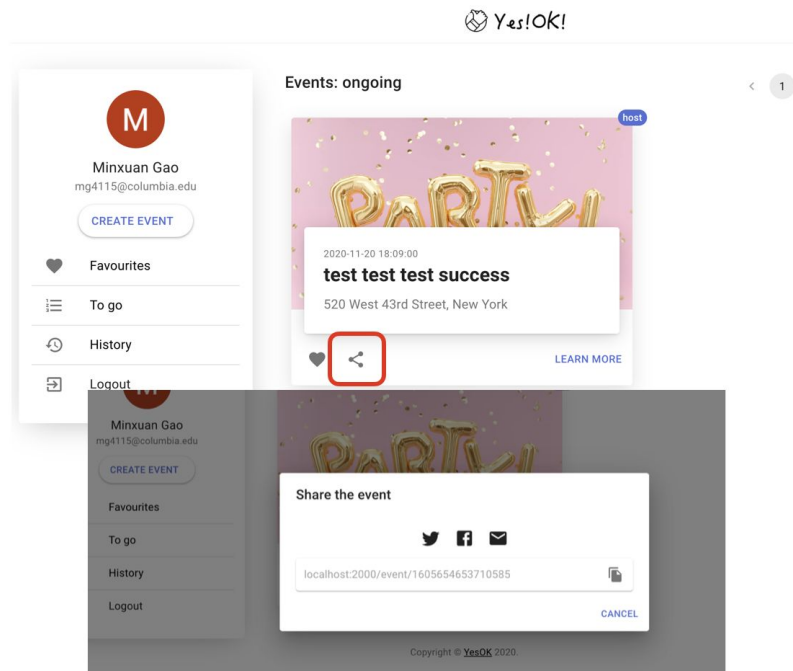 Yes!OK!
Events: ongoing
< 1
M
Minxuan Gao
mg4115@columbia.edu
CREATE EVENT
Favourites
To go
History
Logout
host
PARTY!
2020-11-20 18:09:00
test test test success
520 West 43rd Street, New York
LEARN MORE
Minxuan Gao
mg4115@columbia.edu
CREATE EVENT
Favourites
To go
History
Logout
PARTY!
Share the event
localhost:2000/event/1605654653710585
CANCEL
Copyright © YesOK 2020.